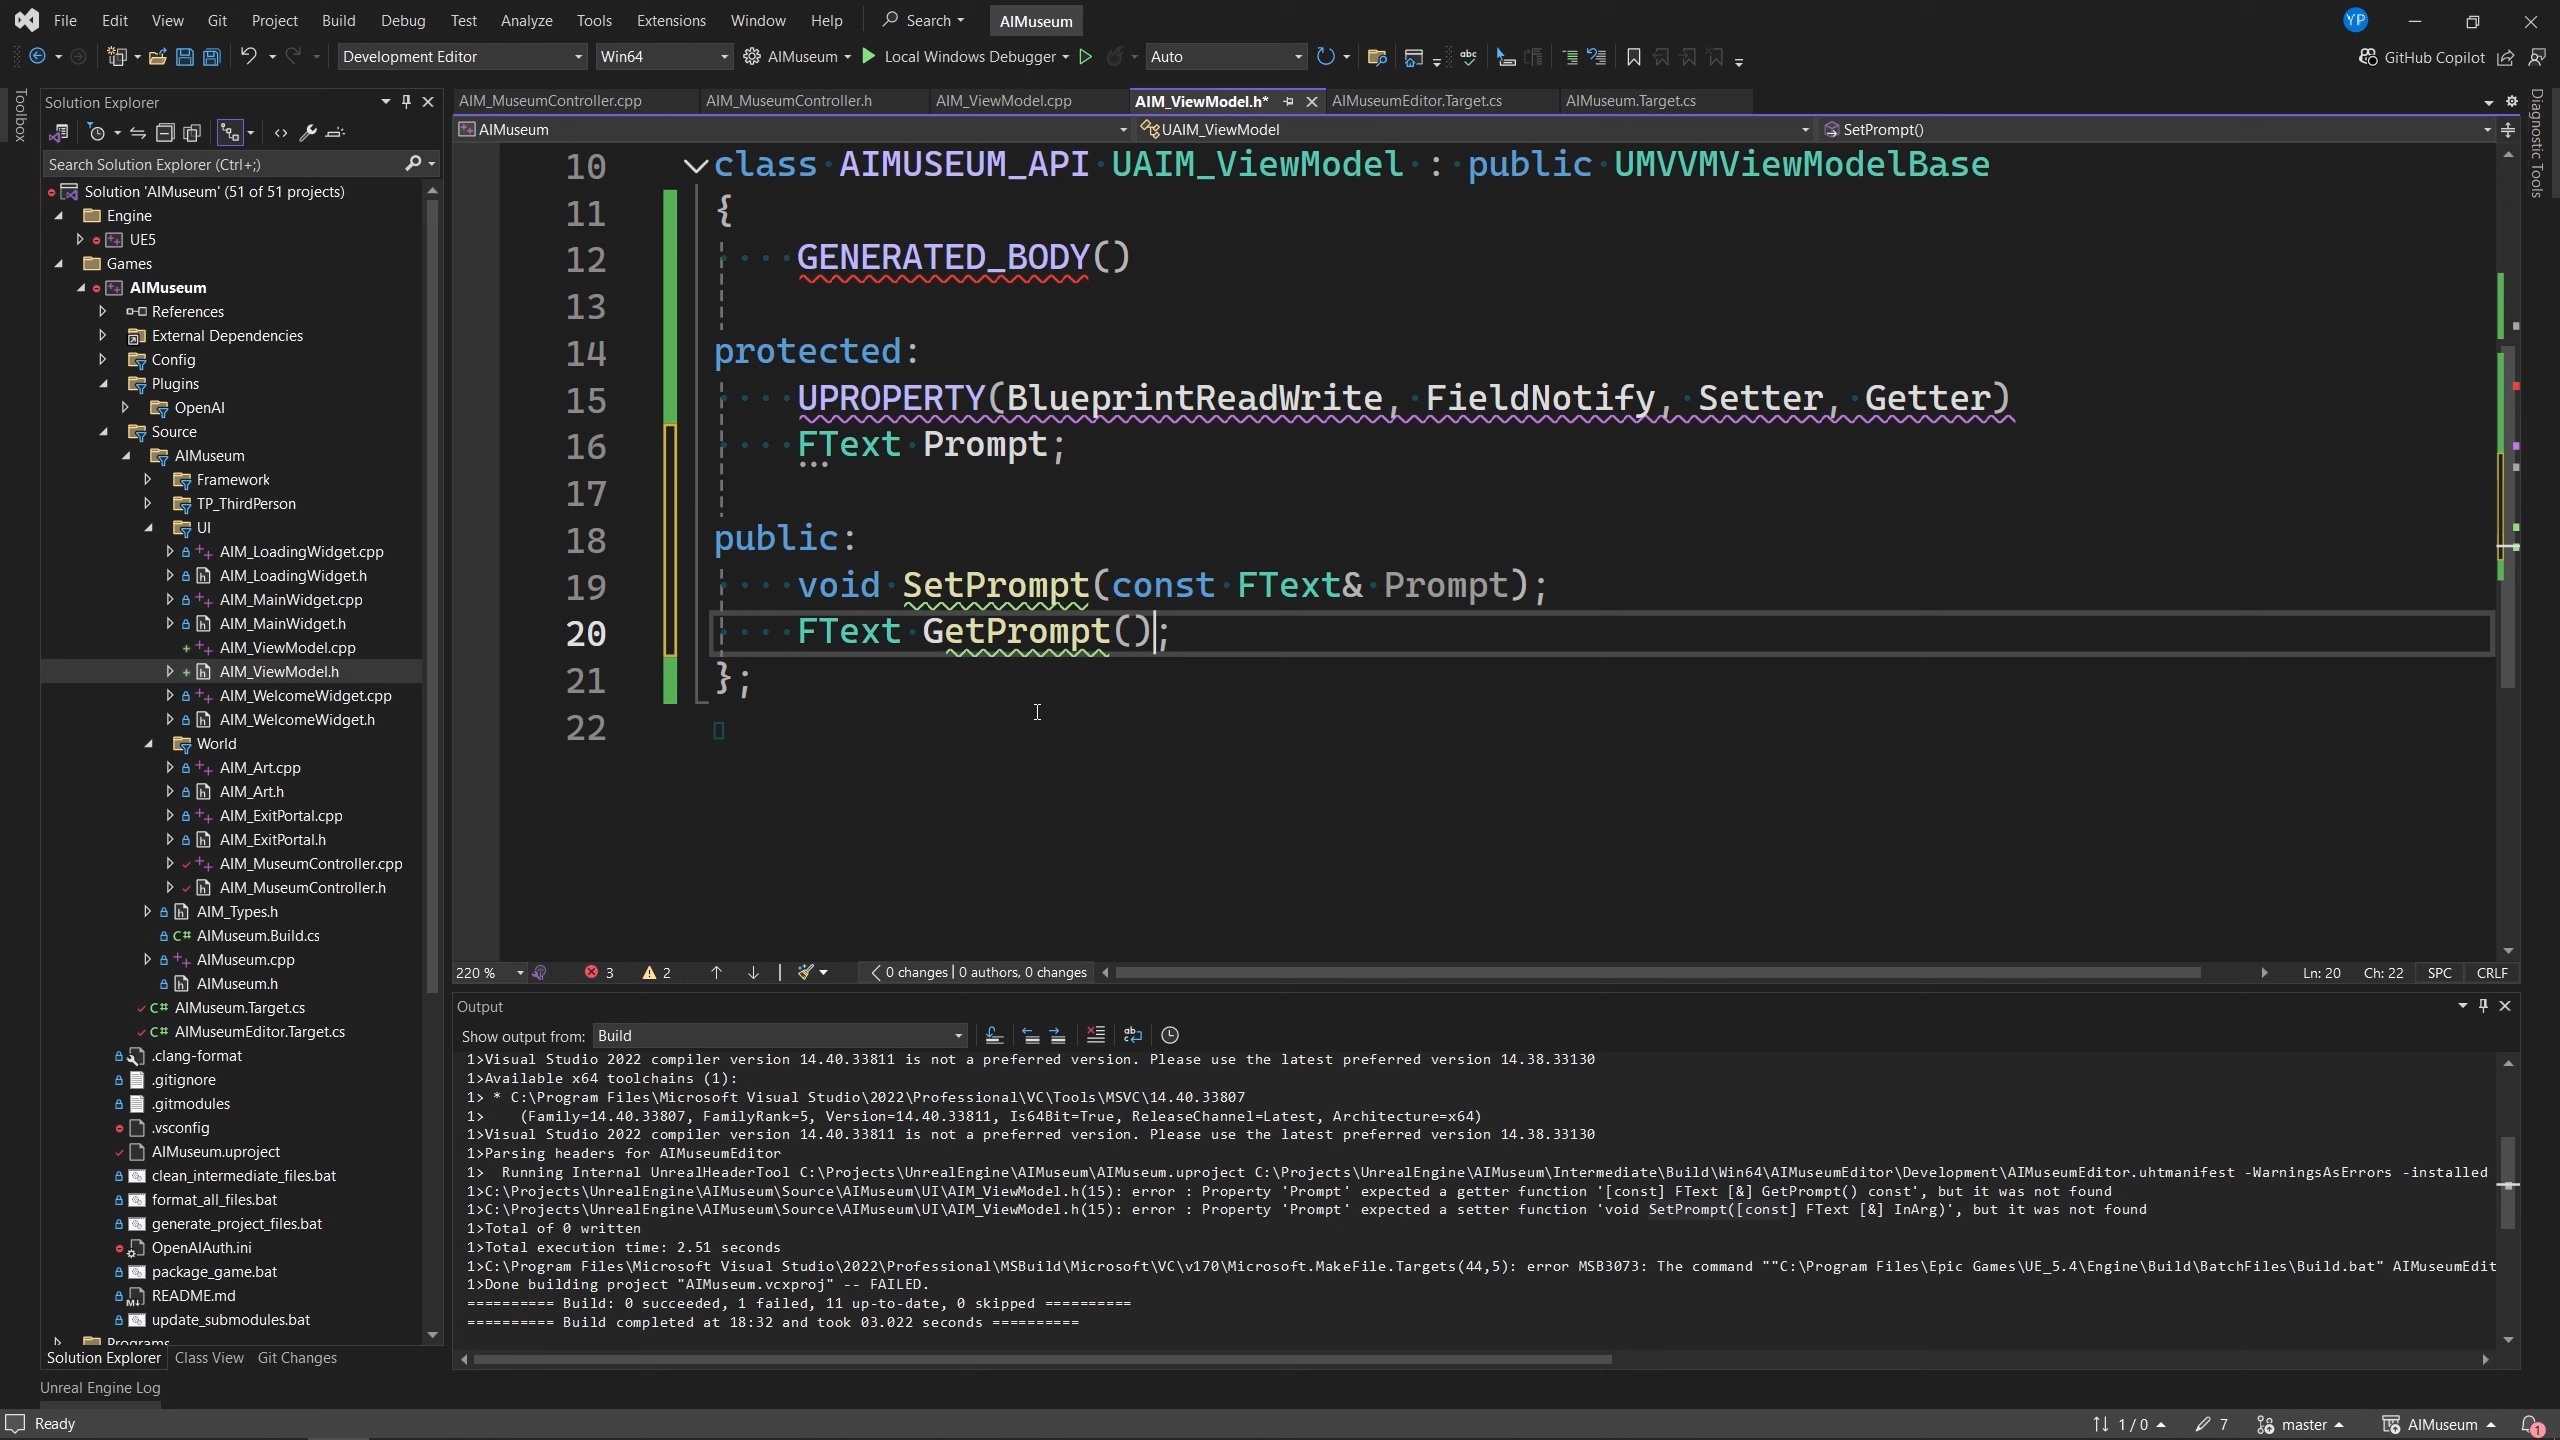 File Edit View Git Project Build Debug Test Analyze Tools Extensions Window Help Search AIMuseum YP
Development Editor Win64 AIMuseum Local Windows Debugger Auto GitHub Copilot
Toolbox
Solution Explorer
Search Solution Explorer (Ctrl+;)
Solution 'AIMuseum' (51 of 51 projects)
Engine
UE5
Games
AIMuseum
References
External Dependencies
Config
Plugins
OpenAI
Source
AIMuseum
Framework
TP_ThirdPerson
UI
AIM_LoadingWidget.cpp
AIM_LoadingWidget.h
AIM_MainWidget.cpp
AIM_MainWidget.h
AIM_ViewModel.cpp
AIM_ViewModel.h
AIM_WelcomeWidget.cpp
AIM_WelcomeWidget.h
World
AIM_Art.cpp
AIM_Art.h
AIM_ExitPortal.cpp
AIM_ExitPortal.h
AIM_MuseumController.cpp
AIM_MuseumController.h
AIM_Types.h
AIMuseum.Build.cs
AIMuseum.cpp
AIMuseum.h
AIMuseum.Target.cs
AIMuseumEditor.Target.cs
.clang-format
.gitignore
.gitmodules
.vsconfig
AIMuseum.uproject
clean_intermediate_files.bat
format_all_files.bat
generate_project_files.bat
OpenAIAuth.ini
package_game.bat
README.md
update_submodules.bat
Programs
Solution Explorer Class View Git Changes
AIM_MuseumController.cpp AIM_MuseumController.h AIM_ViewModel.cpp AIM_ViewModel.h* AIMuseumEditor.Target.cs AIMuseum.Target.cs
AIMuseum UAIM_ViewModel SetPrompt()
10 class AIMUSEUM_API UAIM_ViewModel : public UMVVMViewModelBase
11 {
12 GENERATED_BODY()
13
14 protected:
15 UPROPERTY(BlueprintReadWrite, FieldNotify, Setter, Getter)
16 FText Prompt;
17
18 public:
19 void SetPrompt(const FText& Prompt);
20 FText GetPrompt();
21 };
22
220 % 3 2 0 changes | 0 authors, 0 changes Ln: 20 Ch: 22 SPC CRLF
Diagnostic Tools
Output
Show output from: Build
1>Visual Studio 2022 compiler version 14.40.33811 is not a preferred version. Please use the latest preferred version 14.38.33130
1>Available x64 toolchains (1):
1> * C:\Program Files\Microsoft Visual Studio\2022\Professional\VC\Tools\MSVC\14.40.33807
1> (Family=14.40.33807, FamilyRank=5, Version=14.40.33811, Is64Bit=True, ReleaseChannel=Latest, Architecture=x64)
1>Visual Studio 2022 compiler version 14.40.33811 is not a preferred version. Please use the latest preferred version 14.38.33130
1>Parsing headers for AIMuseumEditor
1> Running Internal UnrealHeaderTool C:\Projects\UnrealEngine\AIMuseum\AIMuseum.uproject C:\Projects\UnrealEngine\AIMuseum\Intermediate\Build\Win64\AIMuseumEditor\Development\AIMuseumEditor.uhtmanifest -WarningsAsErrors -installed
1>C:\Projects\UnrealEngine\AIMuseum\Source\AIMuseum\UI\AIM_ViewModel.h(15): error : Property 'Prompt' expected a getter function '[const] FText [&] GetPrompt() const', but it was not found
1>C:\Projects\UnrealEngine\AIMuseum\Source\AIMuseum\UI\AIM_ViewModel.h(15): error : Property 'Prompt' expected a setter function 'void SetPrompt([const] FText [&] InArg)', but it was not found
1>Total of 0 written
1>Total execution time: 2.51 seconds
1>C:\Program Files\Microsoft Visual Studio\2022\Professional\MSBuild\Microsoft\VC\v170\Microsoft.MakeFile.Targets(44,5): error MSB3073: The command ""C:\Program Files\Epic Games\UE_5.4\Engine\Build\BatchFiles\Build.bat" AIMuseumEdit
1>Done building project "AIMuseum.vcxproj" -- FAILED.
========== Build: 0 succeeded, 1 failed, 11 up-to-date, 0 skipped ==========
========== Build completed at 18:32 and took 03.022 seconds ==========
Unreal Engine Log
Ready 1 / 0 7 master AIMuseum 1